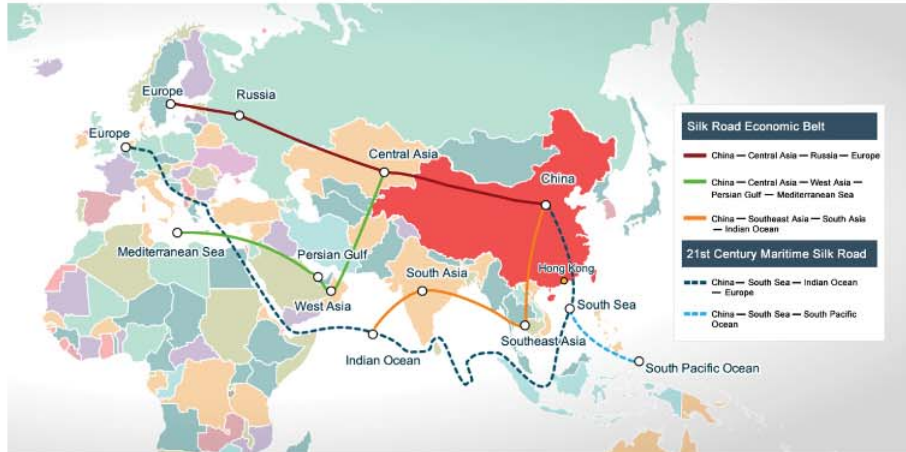 Europe
Russia
Europe
Central Asia
China
Mediterranean Sea
Persian Gulf
South Asia
Hong Kong
West Asia
South Sea
Indian Ocean
Southeast Asia
South Pacific Ocean
Silk Road Economic Belt
China — Central Asia — Russia — Europe
China — Central Asia — West Asia —
Persian Gulf — Mediterranean Sea
China — Southeast Asia — South Asia
— Indian Ocean
21st Century Maritime Silk Road
China — South Sea — Indian Ocean
— Europe
China — South Sea — South Pacific
Ocean